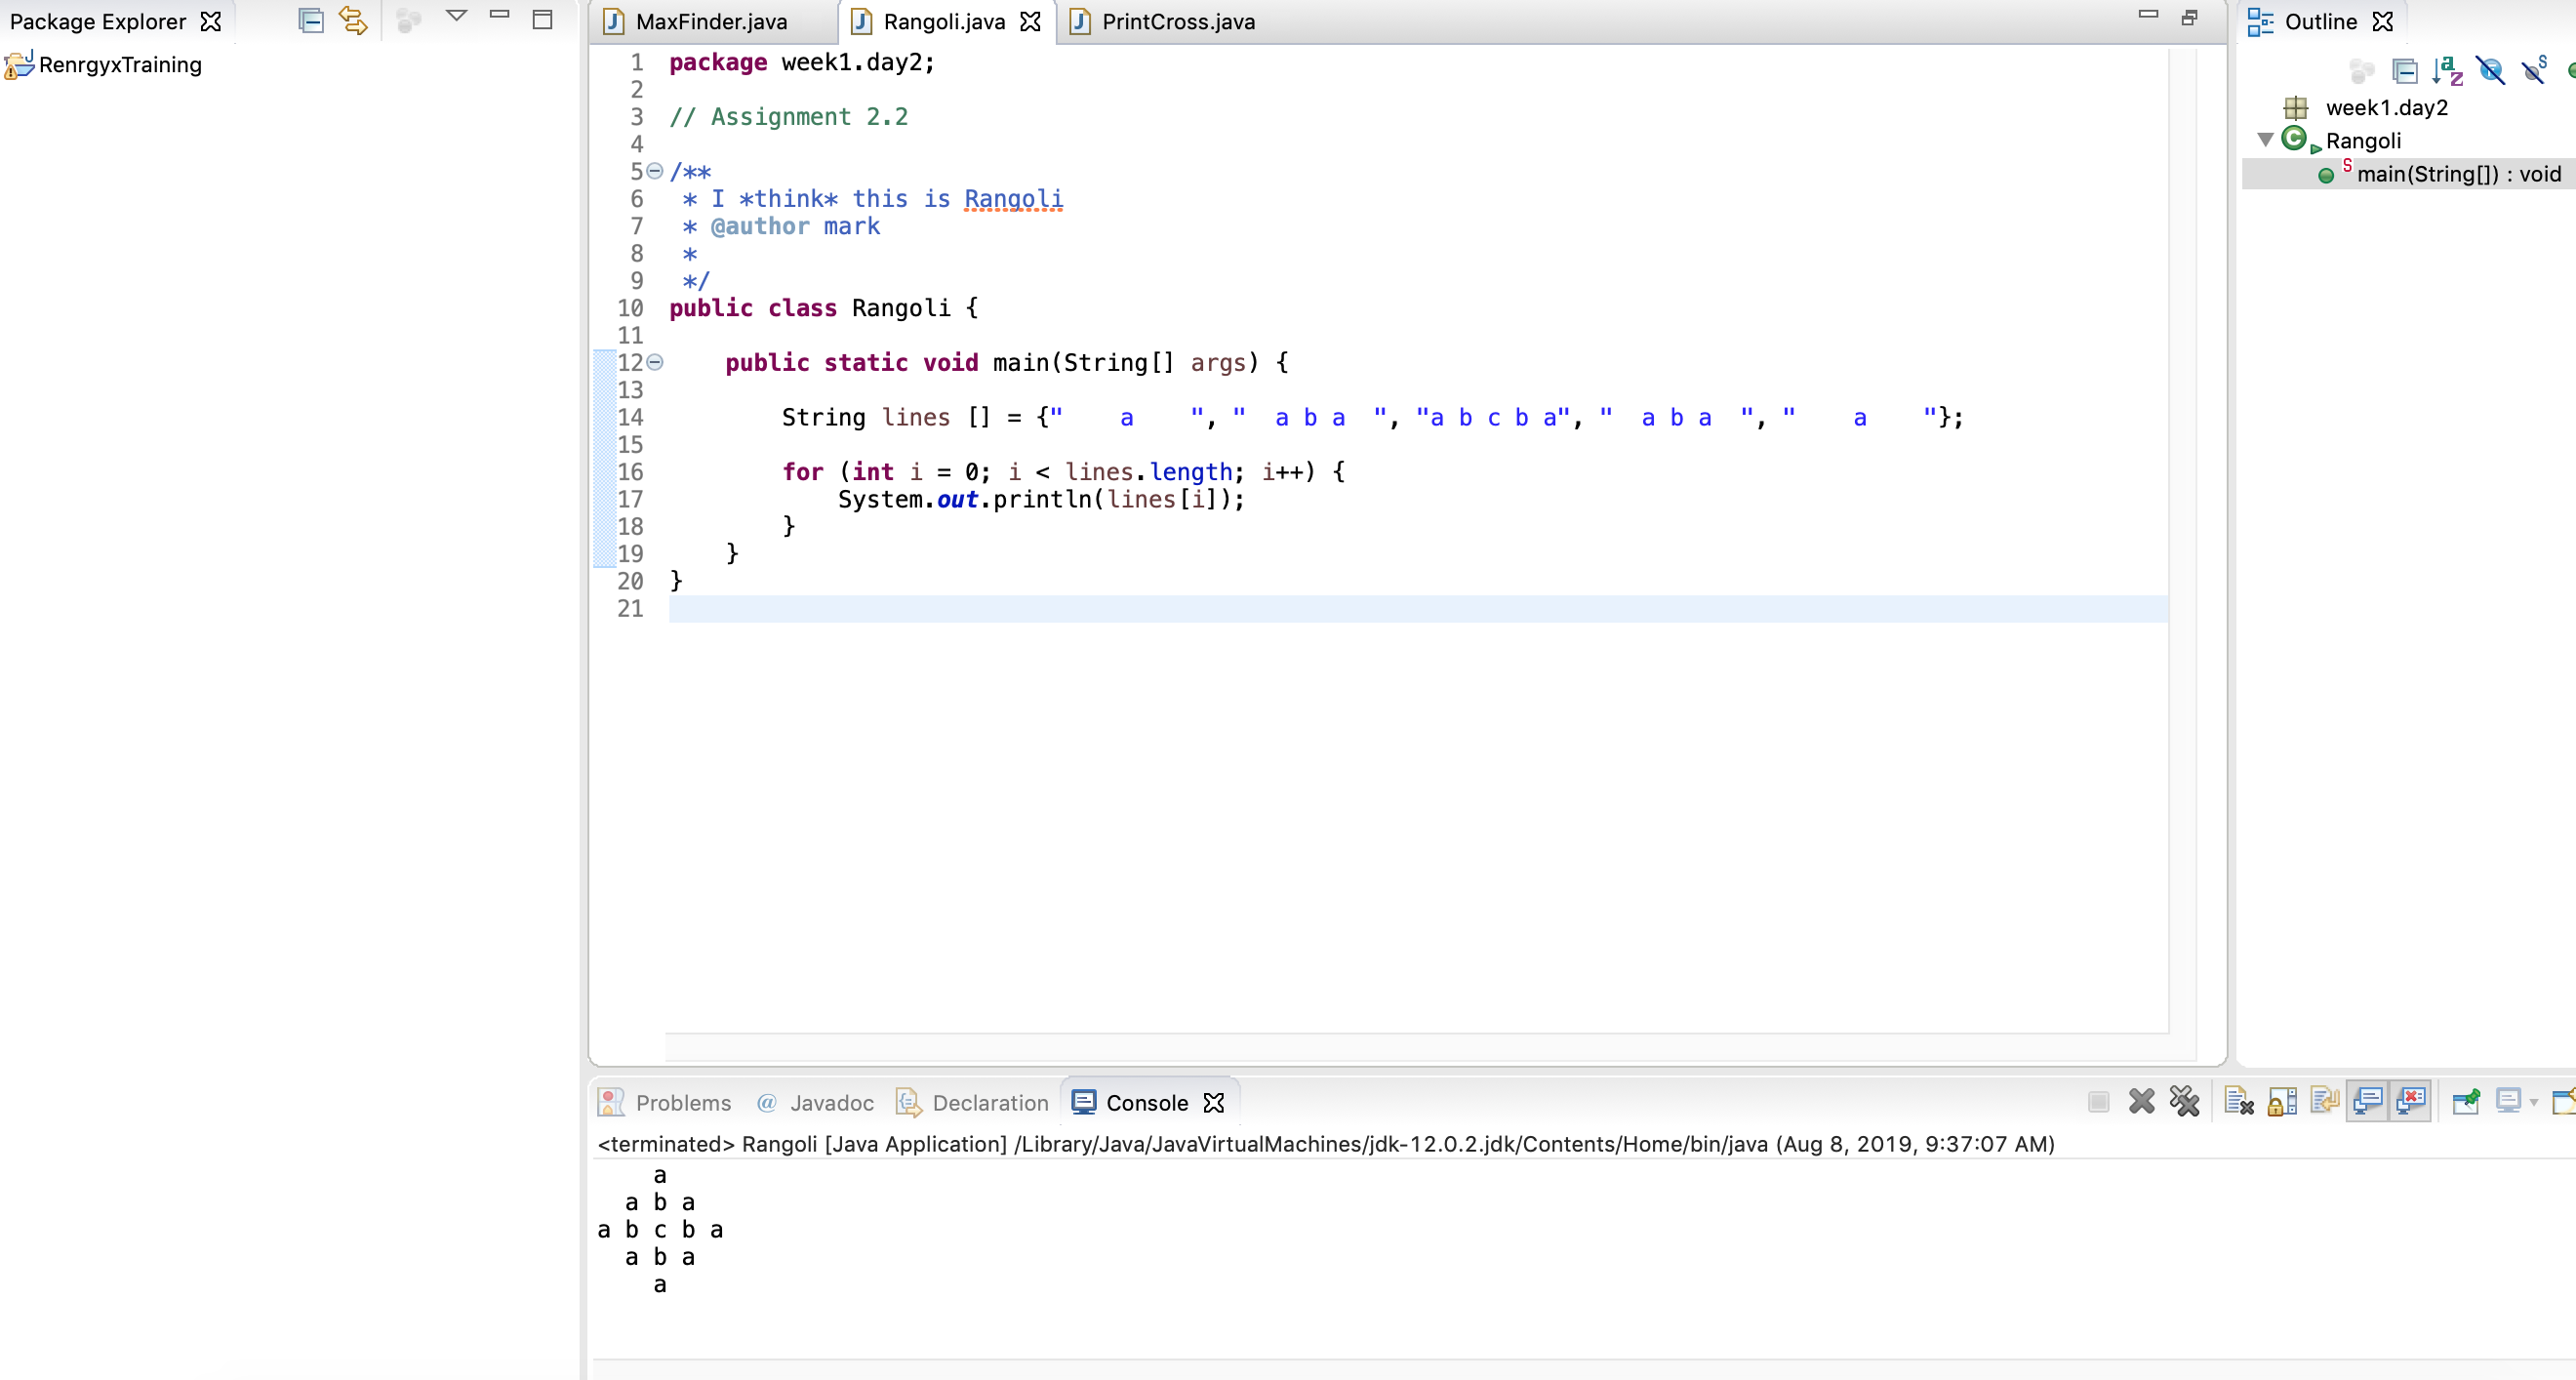 Package Explorer
RenrgyxTraining
MaxFinder.java
Rangoli.java
PrintCross.java
1 package week1.day2;
2
3 // Assignment 2.2
4
5 /**
6  * I *think* this is Rangoli
7  * @author mark
8  *
9  */
10 public class Rangoli {
11
12     public static void main(String[] args) {
13
14         String lines [] = {"    a    ", "  a b a  ", "a b c b a", "  a b a  ", "    a    "};
15
16         for (int i = 0; i < lines.length; i++) {
17             System.out.println(lines[i]);
18         }
19     }
20 }
21
Outline
week1.day2
Rangoli
main(String[]) : void
Problems
@ Javadoc
Declaration
Console
<terminated> Rangoli [Java Application] /Library/Java/JavaVirtualMachines/jdk-12.0.2.jdk/Contents/Home/bin/java (Aug 8, 2019, 9:37:07 AM)
    a
  a b a
a b c b a
  a b a
    a